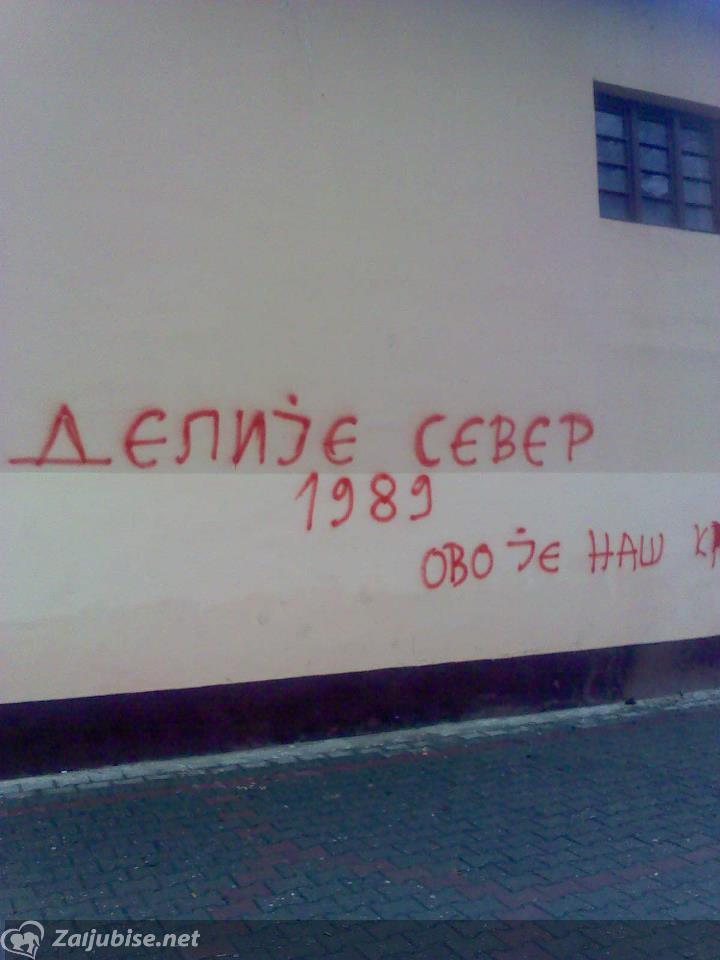 ДЕЛИЈЕ СЕВЕР
1989
ОВО ЈЕ НАШ
Zaljubise.net